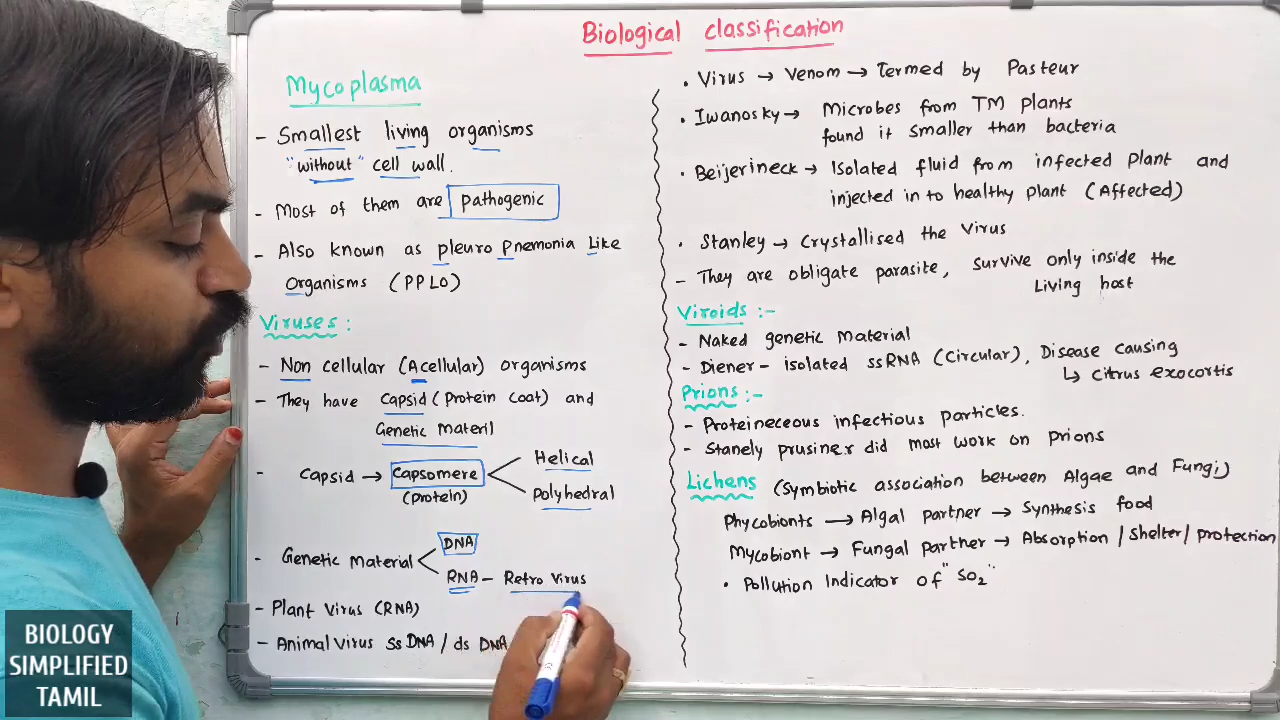 Biological classification
Mycoplasma
- Smallest living organisms
"without" cell wall.
- Most of them are pathogenic
- Also known as pleuro pnemonia Like
Organisms (PPLO)
Viruses :
- Non cellular (Acellular) organisms
- They have capsid (Protein coat) and
Genetic Materil
- Capsid → Capsomere
(protein)
Helical
Polyhedral
- Genetic Material
DNA
RNA - Retro virus
- Plant Virus (RNA)
- Animal virus ss DNA / ds DNA
• Virus → Venom → Termed by Pasteur
• Iwanosky → Microbes from TM plants
found it smaller than bacteria
• Beijerineck → Isolated fluid from infected plant and
injected in to healthy plant (Affected)
• Stanley → Crystallised the Virus
- They are obligate parasite, survive only inside the
Living host
Viroids :-
- Naked genetic material
- Diener - isolated ssRNA (Circular), Disease causing
↳ citrus exocortis
Prions :-
- Proteineceous infectious particles.
- Stanely prusiner did most work on prions
Lichens (Symbiotic association between Algae and Fungi)
Phycobionts → Algal partner → Synthesis food
Mycobiont → Fungal partner → Absorption / Shelter / protection
• Pollution Indicator of "SO2"
BIOLOGY
SIMPLIFIED
TAMIL